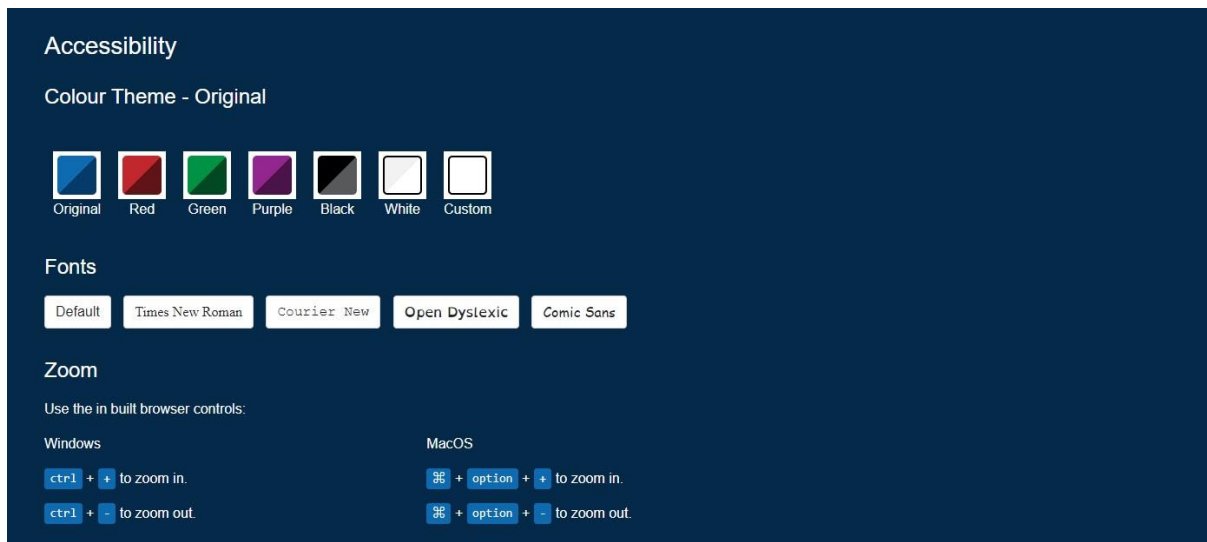 Accessibility
Colour Theme - Original
Original Red Green Purple Black White Custom
Fonts
Default Times New Roman Courier New Open Dyslexic Comic Sans
Zoom
Use the in built browser controls:
Windows MacOS
ctrl + + to zoom in. ⌘ + option + + to zoom in.
ctrl + - to zoom out. ⌘ + option + - to zoom out.